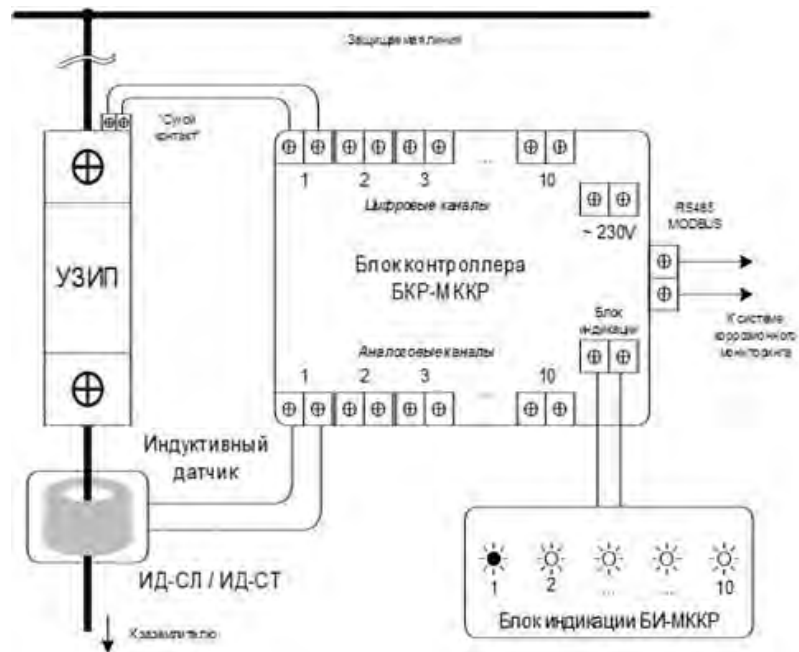 Защищаемая линия
"Сухой
контакт"
1 2 3 ... 10
Цифровые каналы
~ 230V
RS485
MODBUS
УЗИП
Блок контроллера
БКР-МККР
Блок
индикации
К системе
коррозионного
мониторинга
Аналоговые каналы
1 2 3 ... 10
Индуктивный
датчик
ИД-СЛ / ИД-СТ
К заземлителю
1 2 ... ... 10
Блок индикации БИ-МККР